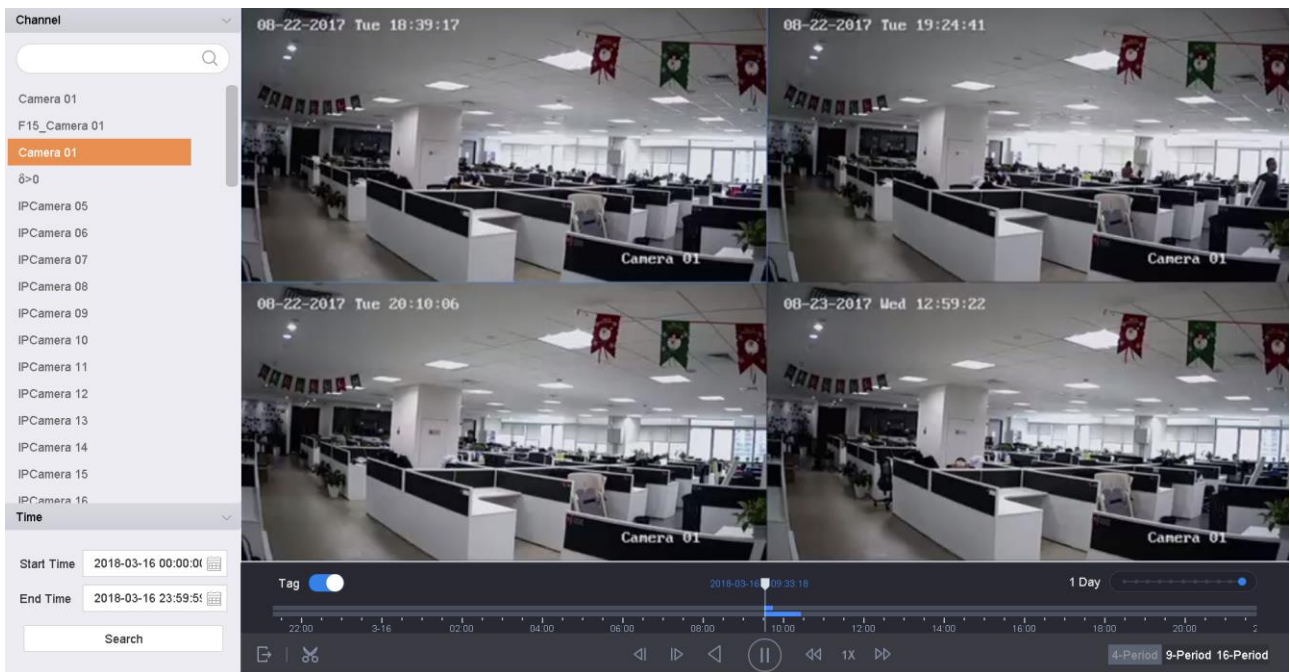 Channel
Camera 01
F15_Camera 01
Camera 01
δ>0
IPCamera 05
IPCamera 06
IPCamera 07
IPCamera 08
IPCamera 09
IPCamera 10
IPCamera 11
IPCamera 12
IPCamera 13
IPCamera 14
IPCamera 15
IPCamera 16
Time
Start Time 2018-03-16 00:00:00
End Time 2018-03-16 23:59:59
Search
08-22-2017 Tue 18:39:17
Camera 01
08-22-2017 Tue 19:24:41
Camera 01
08-22-2017 Tue 20:10:06
Camera 01
08-23-2017 Wed 12:59:22
Camera 01
Tag 2018-03-16 09:33:18 1 Day
22:00 3-16 02:00 04:00 06:00 08:00 10:00 12:00 14:00 16:00 18:00 20:00 2
1X 4-Period 9-Period 16-Period